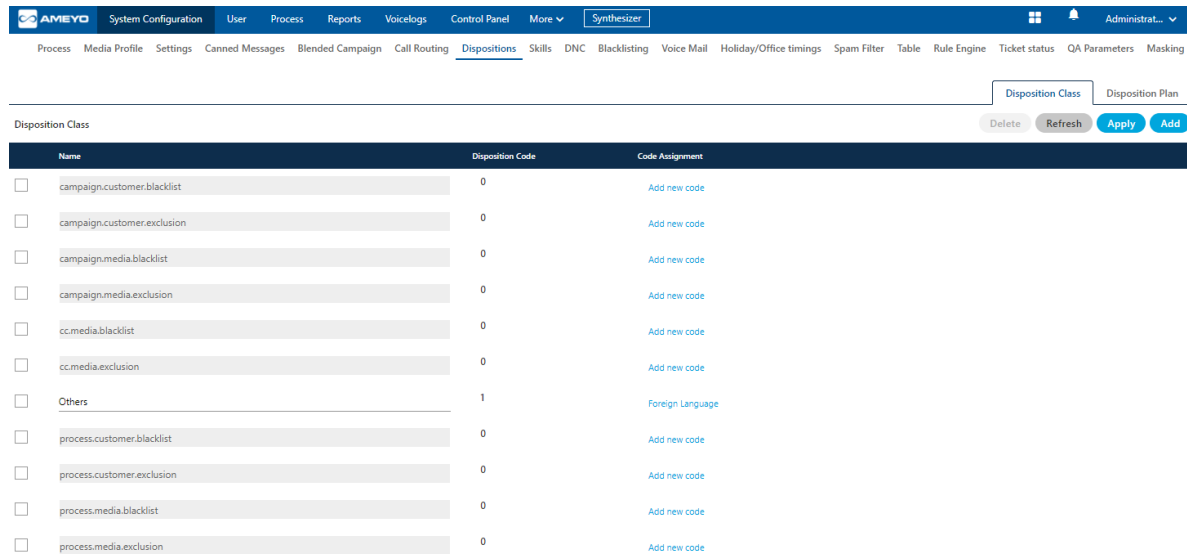 AMEYO System Configuration User Process Reports Voicelogs Control Panel More Synthesizer Administrat...
Process Media Profile Settings Canned Messages Blended Campaign Call Routing Dispositions Skills DNC Blacklisting Voice Mail Holiday/Office timings Spam Filter Table Rule Engine Ticket status QA Parameters Masking
Disposition Class Disposition Plan
Disposition Class Delete Refresh Apply Add
Name Disposition Code Code Assignment
campaign.customer.blacklist 0 Add new code
campaign.customer.exclusion 0 Add new code
campaign.media.blacklist 0 Add new code
campaign.media.exclusion 0 Add new code
cc.media.blacklist 0 Add new code
cc.media.exclusion 0 Add new code
Others 1 Foreign Language
process.customer.blacklist 0 Add new code
process.customer.exclusion 0 Add new code
process.media.blacklist 0 Add new code
process.media.exclusion 0 Add new code